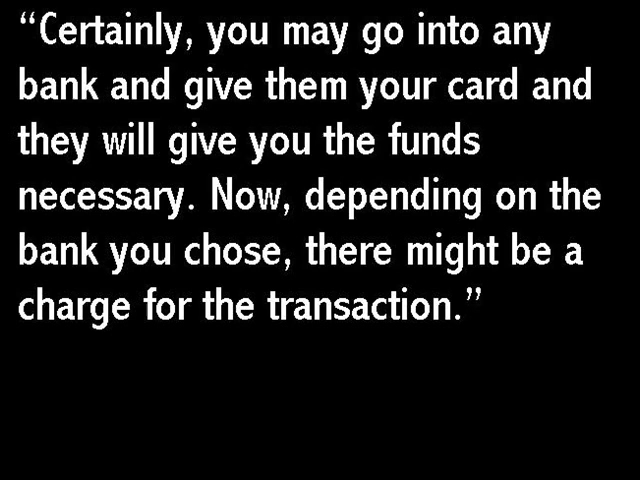 “Certainly, you may go into any
bank and give them your card and
they will give you the funds
necessary. Now, depending on the
bank you chose, there might be a
charge for the transaction.”